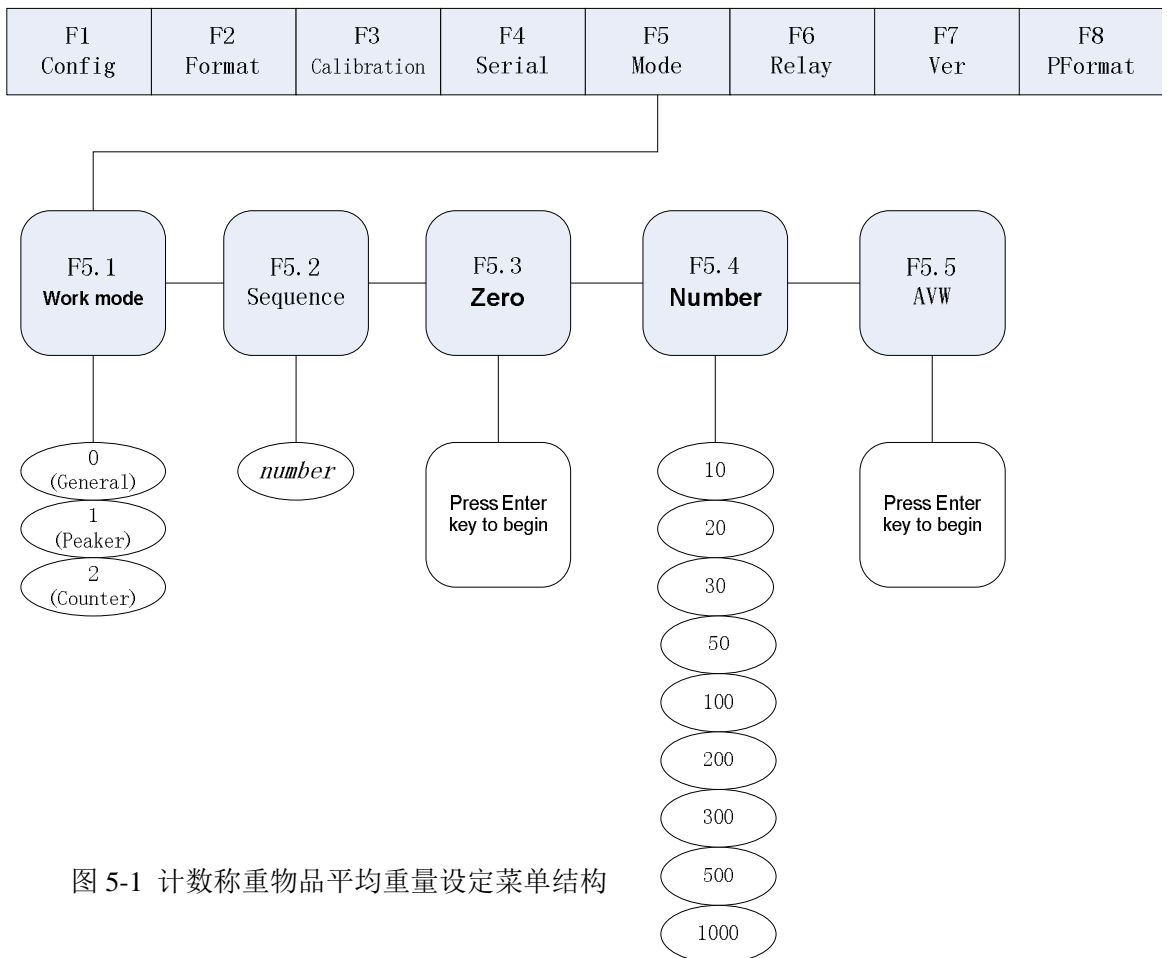 F1 F2 F3 F4 F5 F6 F7 F8
Config Format Calibration Serial Mode Relay Ver PFormat
F5.1 F5.2 F5.3 F5.4 F5.5
Work mode Sequence Zero Number AVW
0
(General)
1
(Peaker)
2
(Counter)
number
Press Enter
key to begin
10
20
30
50
100
200
300
500
1000
Press Enter
key to begin
图 5-1 计数称重物品平均重量设定菜单结构